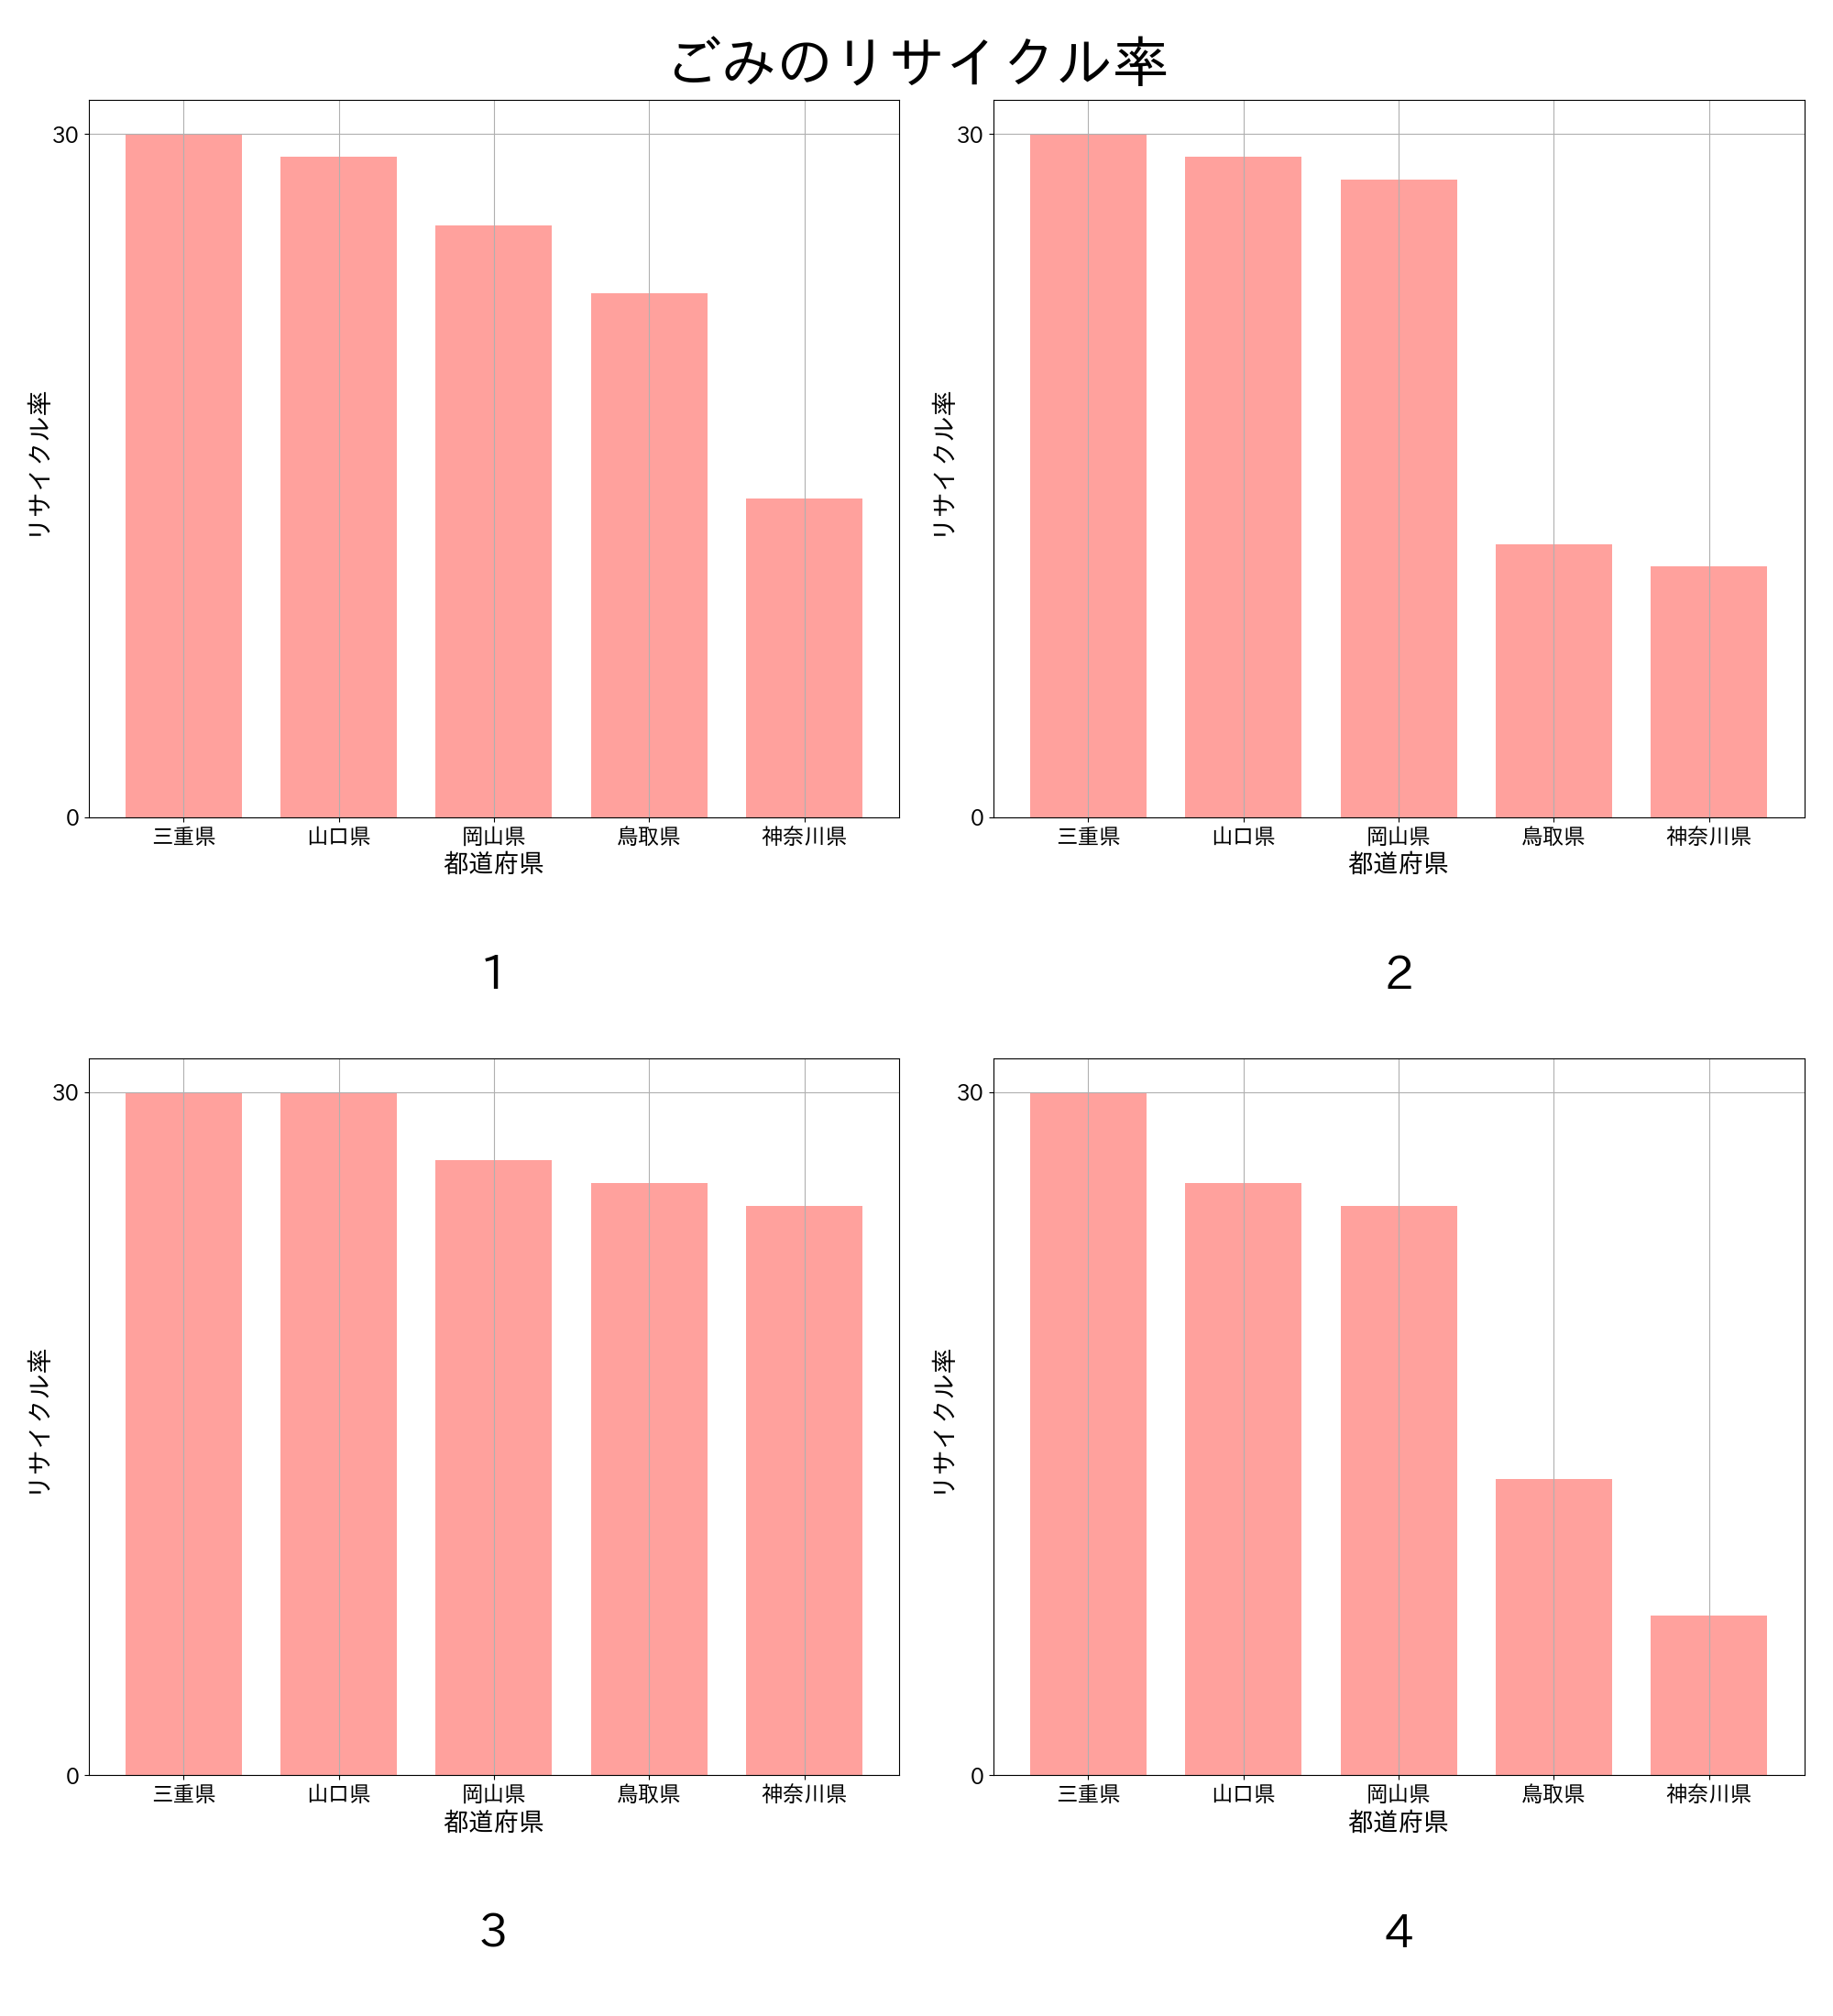 ごみのリサイクル率
30
0
リサイクル率
三重県 山口県 岡山県 鳥取県 神奈川県
都道府県
1
30
0
リサイクル率
三重県 山口県 岡山県 鳥取県 神奈川県
都道府県
2
30
0
リサイクル率
三重県 山口県 岡山県 鳥取県 神奈川県
都道府県
3
30
0
リサイクル率
三重県 山口県 岡山県 鳥取県 神奈川県
都道府県
4